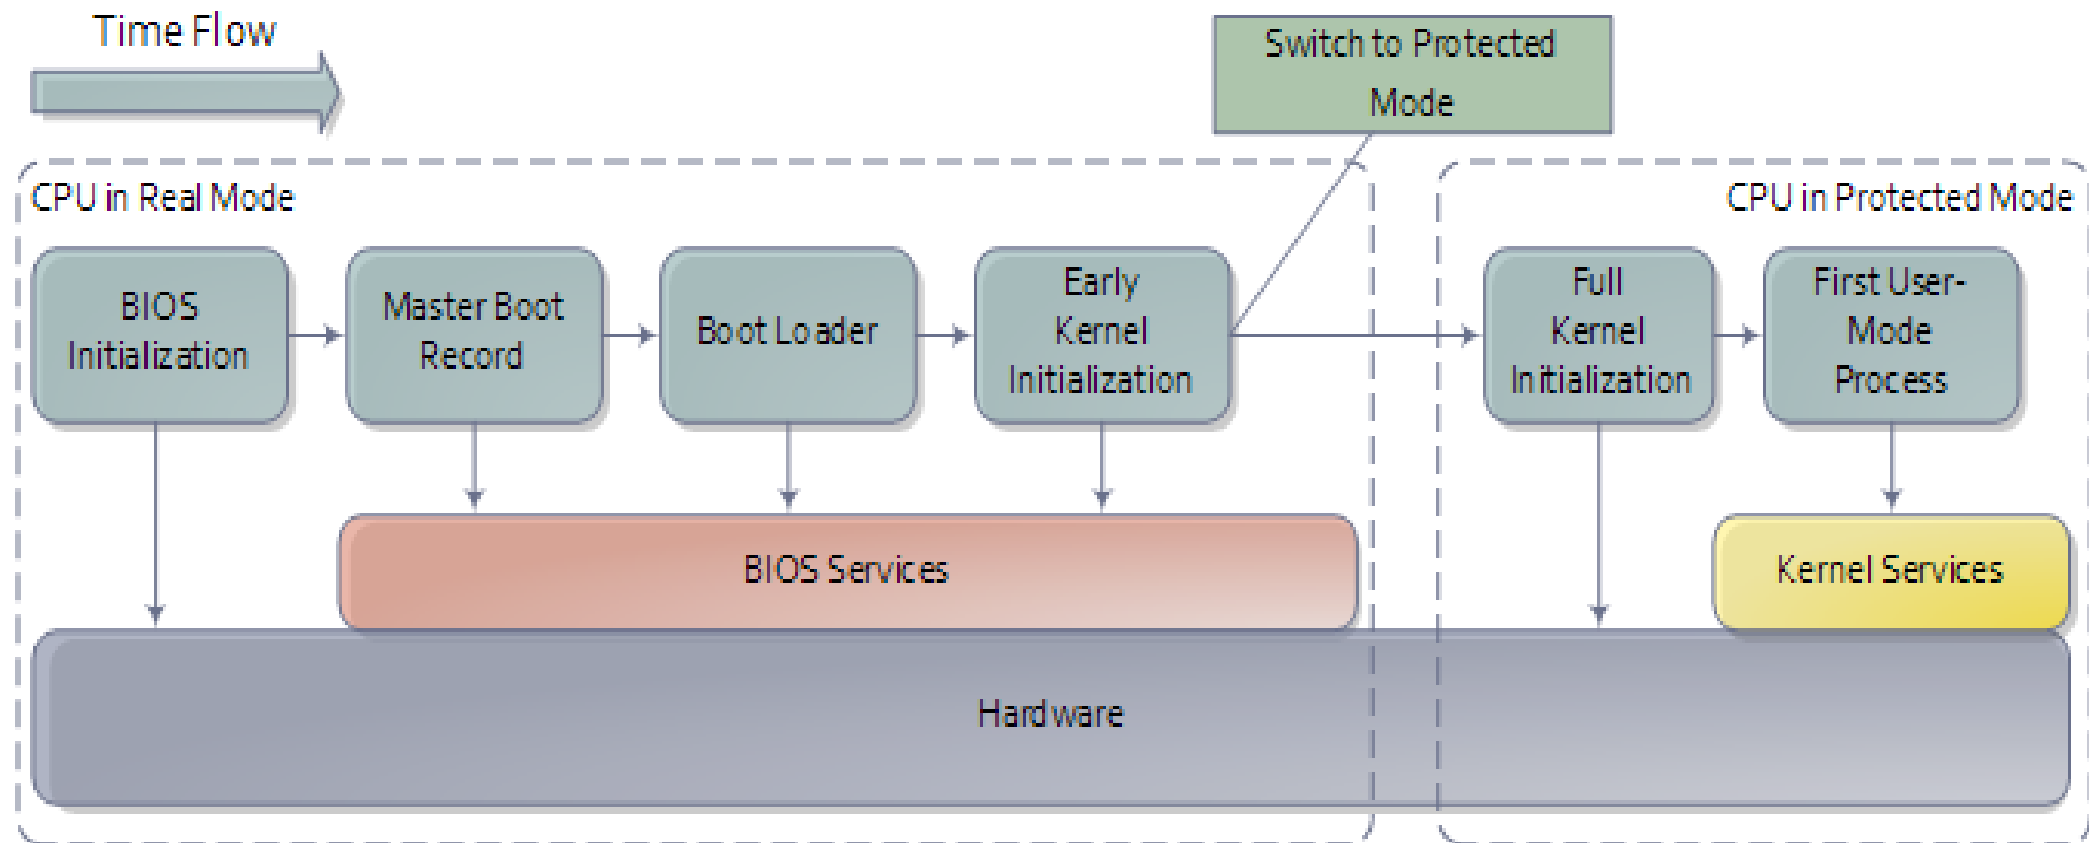 Time Flow
Switch to Protected
Mode
CPU in Real Mode
CPU in Protected Mode
BIOS
Initialization
Master Boot
Record
Boot Loader
Early
Kernel
Initialization
Full
Kernel
Initialization
First User-
Mode
Process
BIOS Services
Kernel Services
Hardware